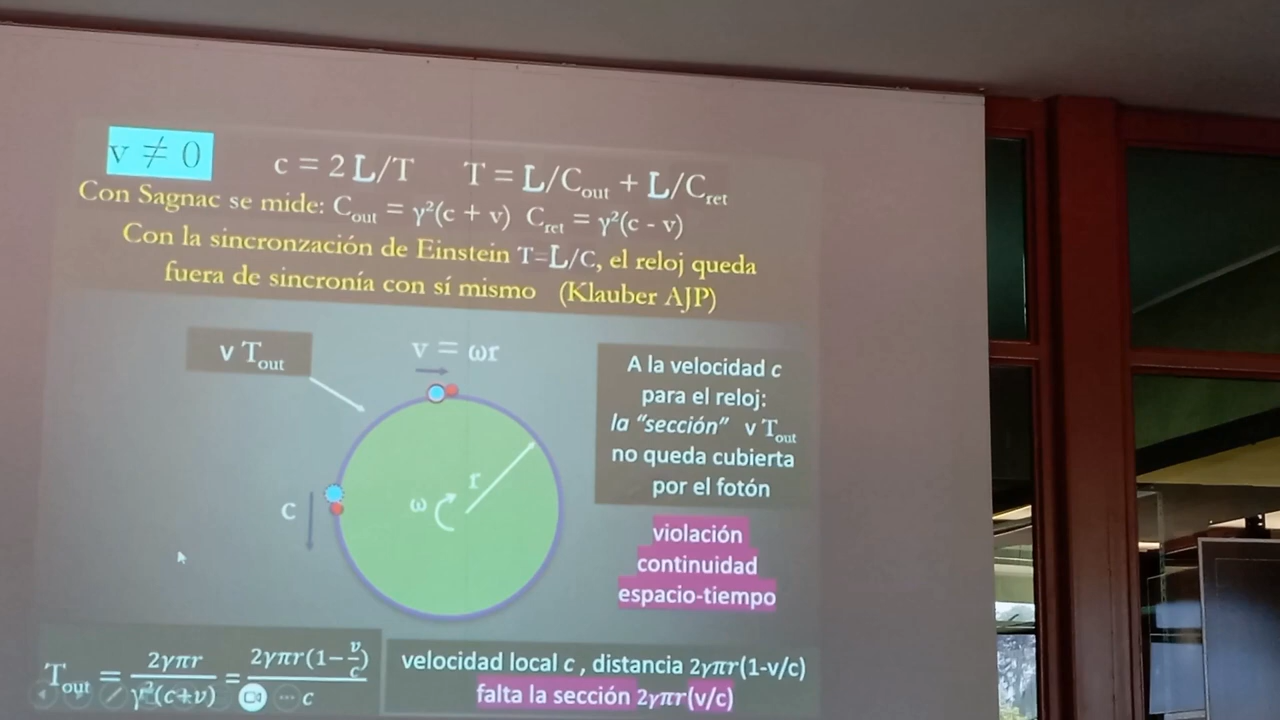 v ≠ 0
c = 2 L/T T = L/C_out + L/C_ret
Con Sagnac se mide: C_out = γ²(c + v) C_ret = γ²(c - v)
Con la sincronzación de Einstein T=L/C, el reloj queda
fuera de sincronía con sí mismo (Klauber AJP)
v T_out
v = ωr
A la velocidad c
para el reloj:
la "sección" v T_out
no queda cubierta
por el fotón
r
ω
c
violación
continuidad
espacio-tiempo
T_out = 2γπr / γ²(c+v) = 2γπr(1-v/c) / c
velocidad local c , distancia 2γπr(1-v/c)
falta la sección 2γπr(v/c)